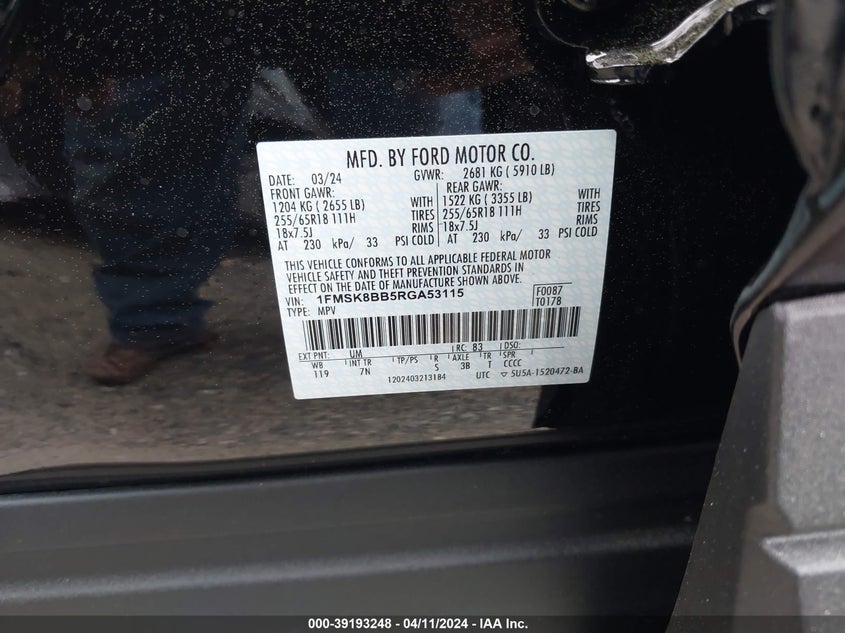 MFD. BY FORD MOTOR CO.
DATE: 03/24 GVWR: 2681 KG ( 5910 LB)
FRONT GAWR: REAR GAWR:
1204 KG ( 2655 LB) WITH 1522 KG ( 3355 LB) WITH
255/65R18 111H TIRES 255/65R18 111H TIRES
18x7.5J RIMS 18x7.5J RIMS
AT 230 kPa/ 33 PSI COLD AT 230 kPa/ 33 PSI COLD
THIS VEHICLE CONFORMS TO ALL APPLICABLE FEDERAL MOTOR
VEHICLE SAFETY AND THEFT PREVENTION STANDARDS IN
EFFECT ON THE DATE OF MANUFACTURE SHOWN ABOVE.
VIN: 1FMSK8BB5RGA53115 F0087
TYPE: MPV T0178
EXT PNT: UM RC: 83 DSO:
WB INT TR TP/PS R AXLE TR SPR
119 7N S 3B T CCCC
1202403213184 UTC ▽ 5U5A-1520472-BA
000-39193248 - 04/11/2024 - IAA Inc.